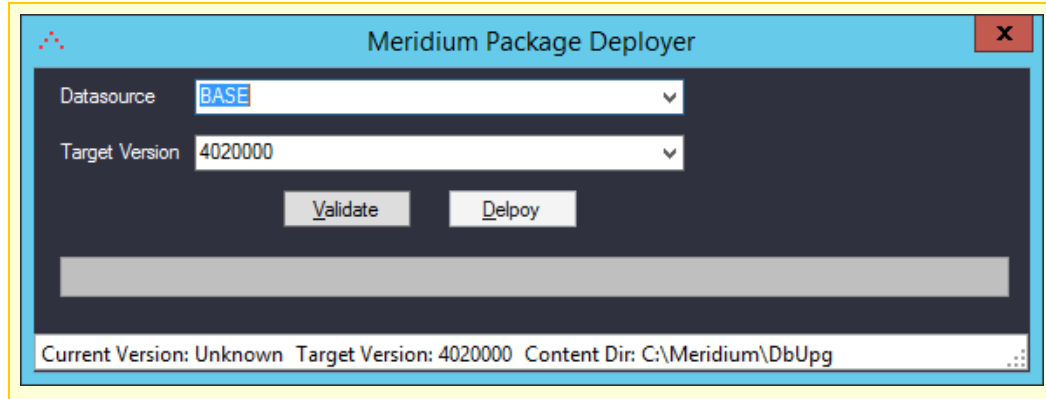 Meridium Package Deployer
x
Datasource BASE
Target Version 4020000
Validate Delpoy
Current Version: Unknown Target Version: 4020000 Content Dir: C:\Meridium\DbUpg